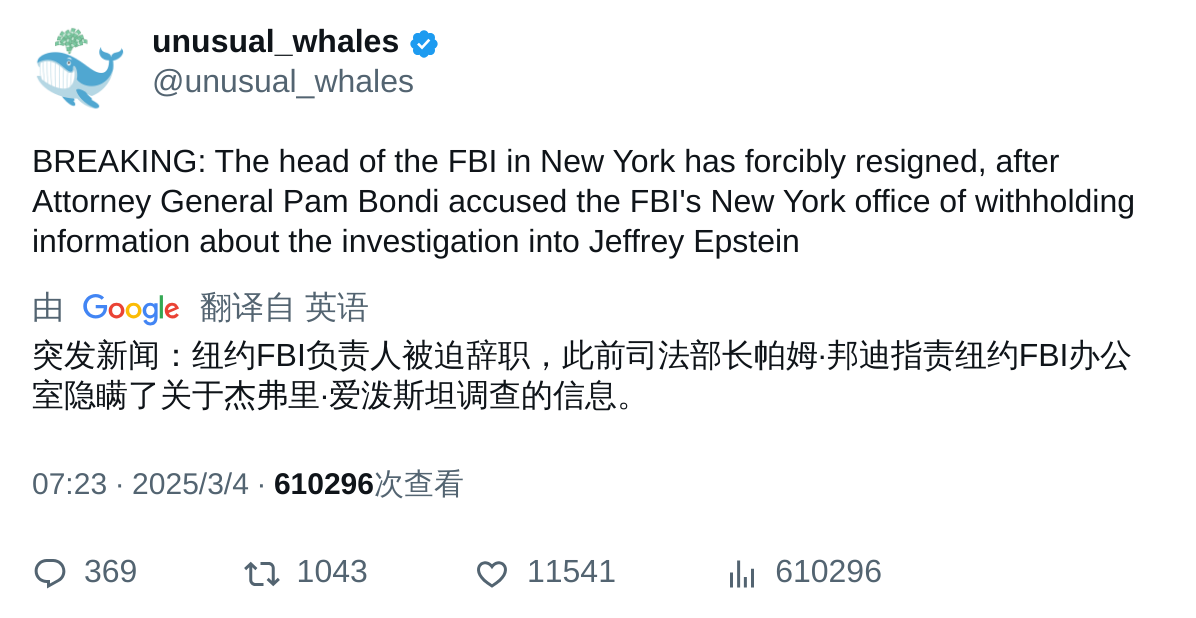 unusual_whales
@unusual_whales
BREAKING: The head of the FBI in New York has forcibly resigned, after
Attorney General Pam Bondi accused the FBI's New York office of withholding
information about the investigation into Jeffrey Epstein
由 Google 翻译自 英语
突发新闻：纽约FBI负责人被迫辞职，此前司法部长帕姆·邦迪指责纽约FBI办公
室隐瞒了关于杰弗里·爱泼斯坦调查的信息。
07:23 · 2025/3/4 · 610296次查看
369 1043 11541 610296